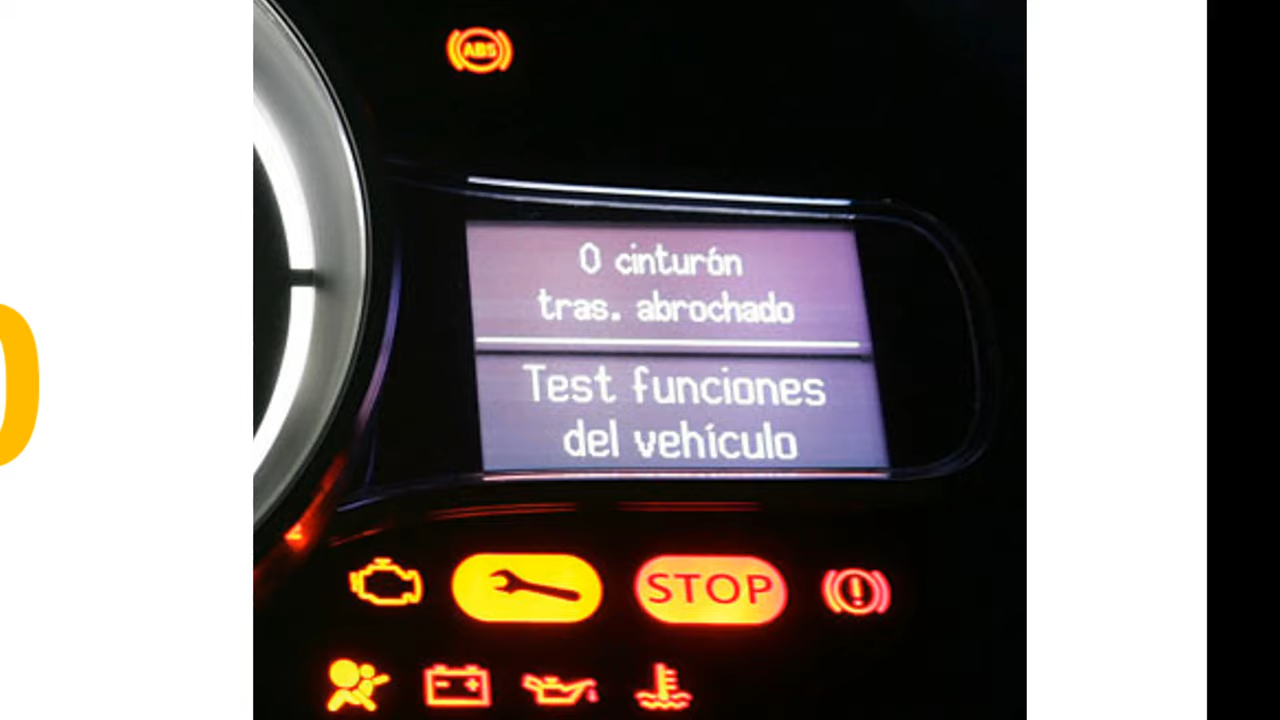 ABS
0 cinturón
tras. abrochado
Test funciones
del vehículo
STOP